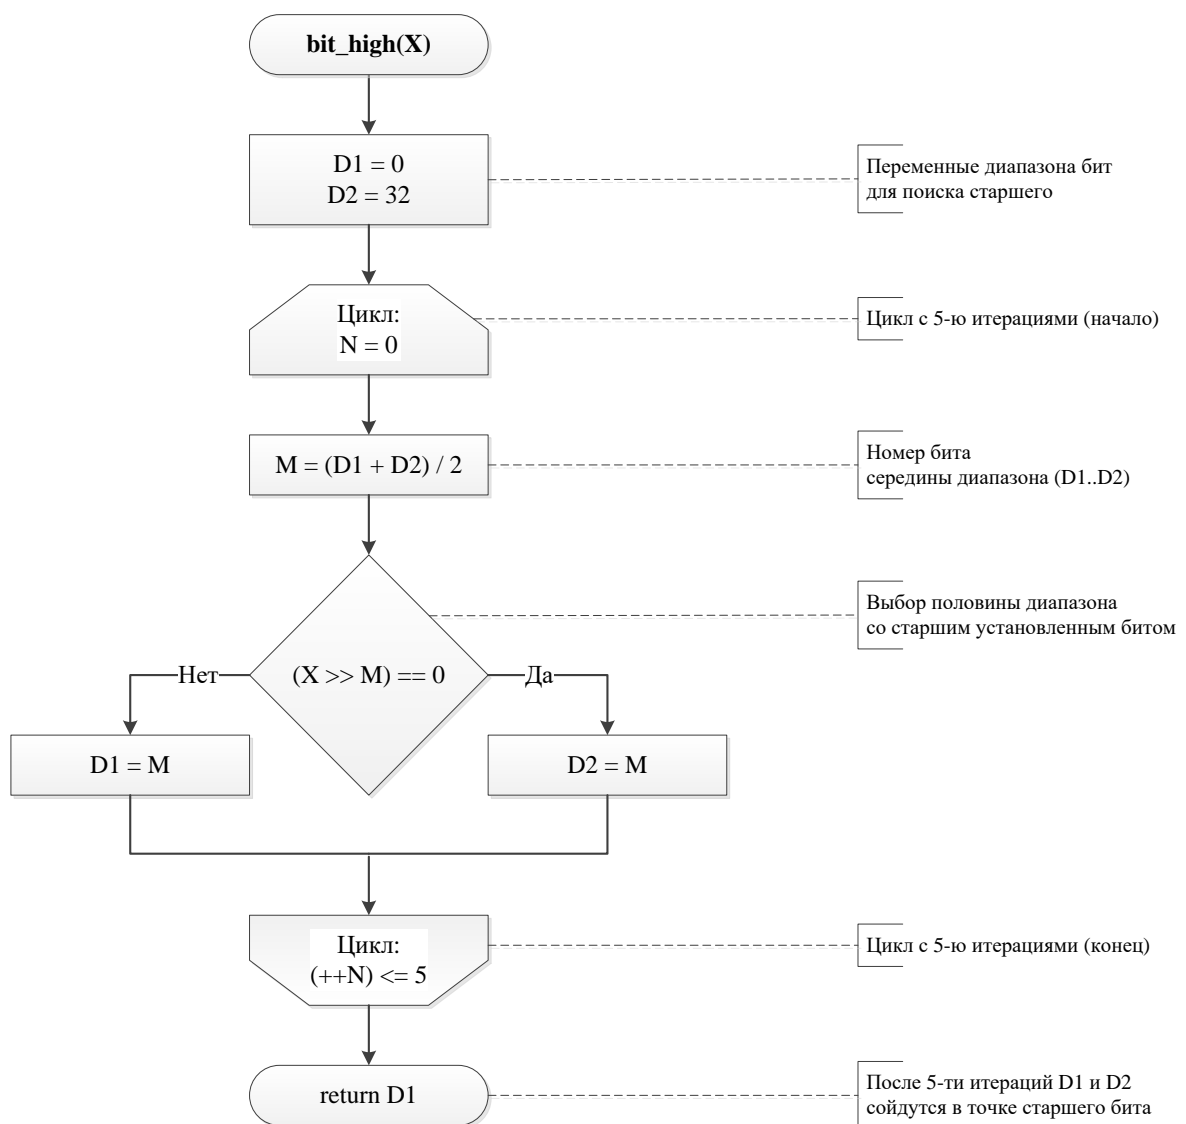 bit_high(X)
D1 = 0
D2 = 32
Переменные диапазона бит
для поиска старшего
Цикл:
N = 0
Цикл с 5-ю итерациями (начало)
M = (D1 + D2) / 2
Номер бита
середины диапазона (D1..D2)
Выбор половины диапазона
со старшим установленным битом
Нет
(X >> M) == 0
Да
D1 = M
D2 = M
Цикл:
(++N) <= 5
Цикл с 5-ю итерациями (конец)
return D1
После 5-ти итераций D1 и D2
сойдутся в точке старшего бита